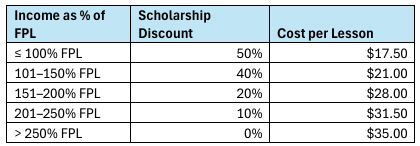 Income as % of FPL | Scholarship Discount | Cost per Lesson
≤ 100% FPL | 50% | $17.50
101–150% FPL | 40% | $21.00
151–200% FPL | 20% | $28.00
201–250% FPL | 10% | $31.50
> 250% FPL | 0% | $35.00